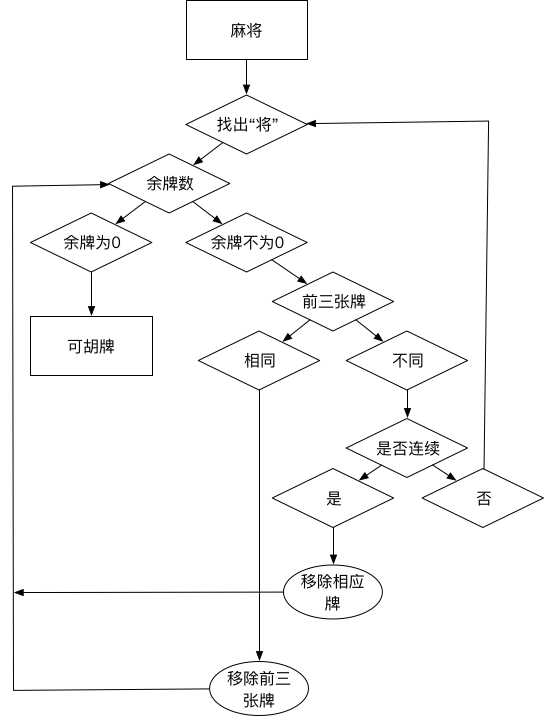 麻将
找出“将”
余牌数
余牌为0
余牌不为0
前三张牌
可胡牌
相同
不同
是否连续
是
否
移除相应
牌
移除前三
张牌